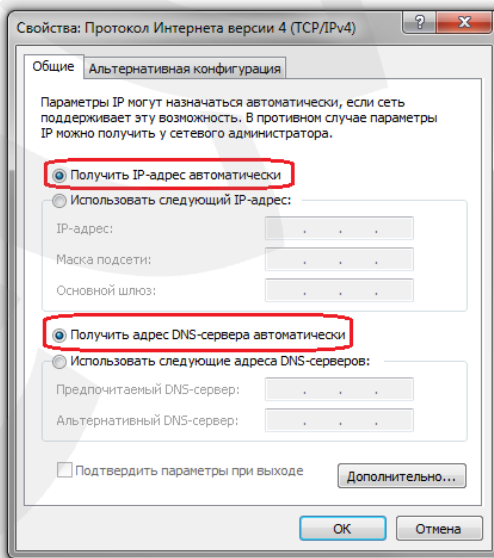 Свойства: Протокол Интернета версии 4 (TCP/IPv4)
Общие
Альтернативная конфигурация
Параметры IP могут назначаться автоматически, если сеть
поддерживает эту возможность. В противном случае параметры
IP можно получить у сетевого администратора.
Получить IP-адрес автоматически
Использовать следующий IP-адрес:
IP-адрес:
Маска подсети:
Основной шлюз:
Получить адрес DNS-сервера автоматически
Использовать следующие адреса DNS-серверов:
Предпочитаемый DNS-сервер:
Альтернативный DNS-сервер:
Подтвердить параметры при выходе
Дополнительно...
ОК
Отмена